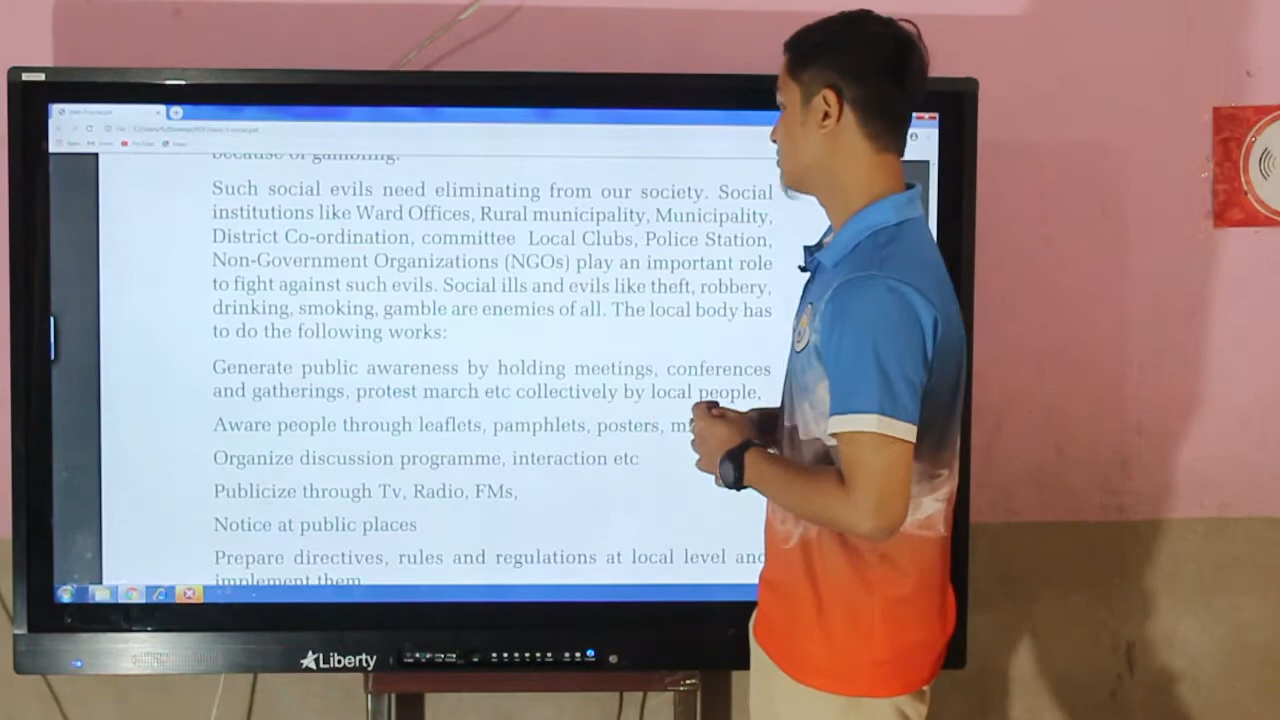 because of gambling.
Such social evils need eliminating from our society. Social
institutions like Ward Offices, Rural municipality, Municipality,
District Co-ordination, committee Local Clubs, Police Station,
Non-Government Organizations (NGOs) play an important role
to fight against such evils. Social ills and evils like theft, robbery,
drinking, smoking, gamble are enemies of all. The local body has
to do the following works:
Generate public awareness by holding meetings, conferences
and gatherings, protest march etc collectively by local people,
Aware people through leaflets, pamphlets, posters,
Organize discussion programme, interaction etc
Publicize through Tv, Radio, FMs,
Notice at public places
Prepare directives, rules and regulations at local level and
implement them
Liberty